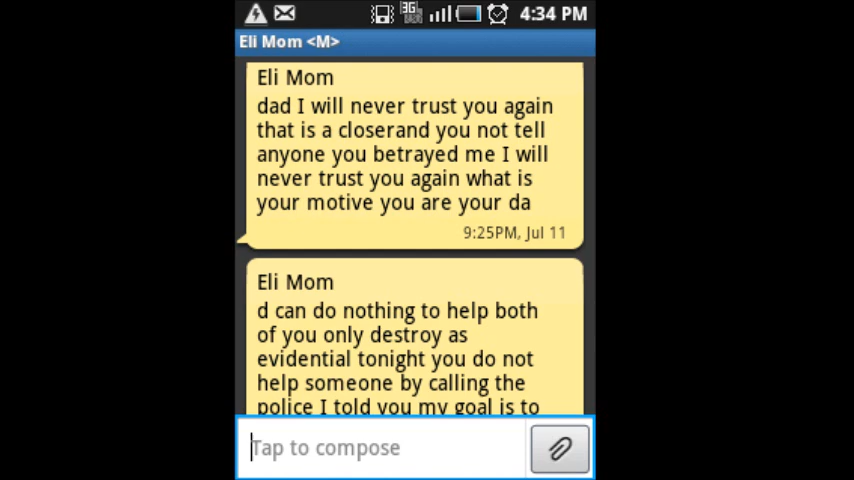 3G
4:34 PM
Eli Mom <M>
Eli Mom
dad I will never trust you again
that is a closerand you not tell
anyone you betrayed me I will
never trust you again what is
your motive you are your da
9:25PM, Jul 11
Eli Mom
d can do nothing to help both
of you only destroy as
evidential tonight you do not
help someone by calling the
police I told you my goal is to
Tap to compose